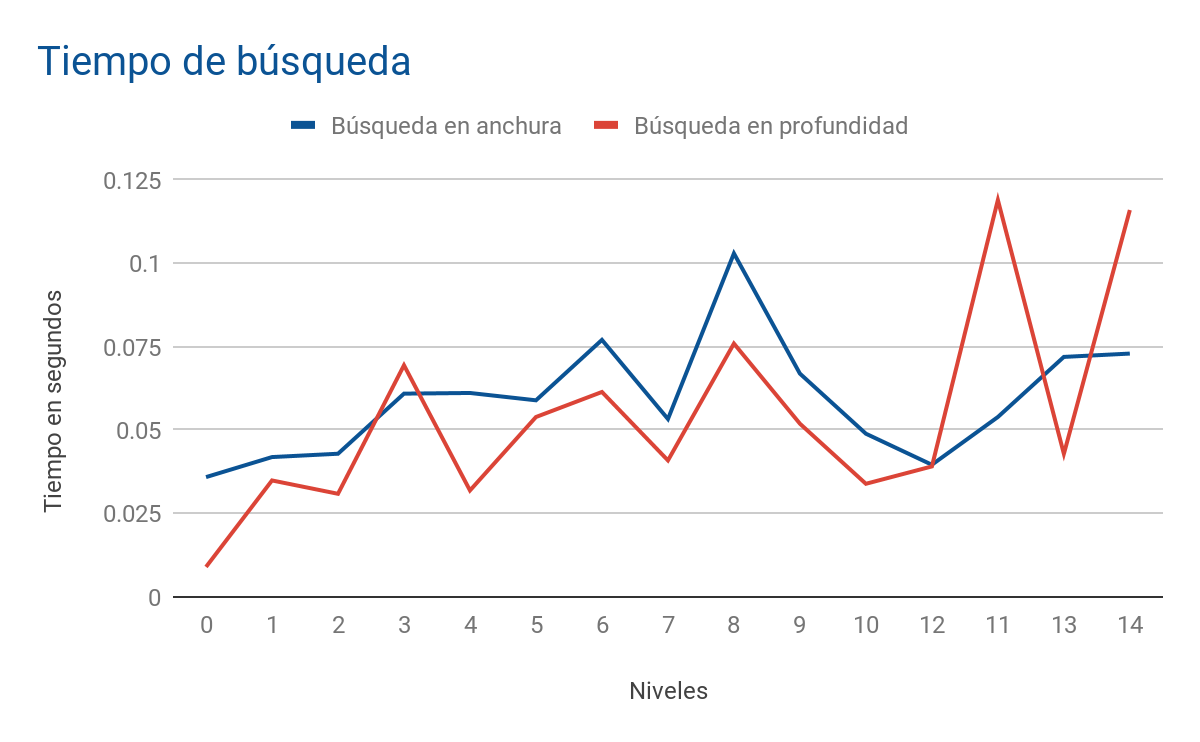 Tiempo de búsqueda
Búsqueda en anchura Búsqueda en profundidad
0.125
0.1
0.075
0.05
0.025
0
Tiempo en segundos
0 1 2 3 4 5 6 7 8 9 10 12 11 13 14
Niveles